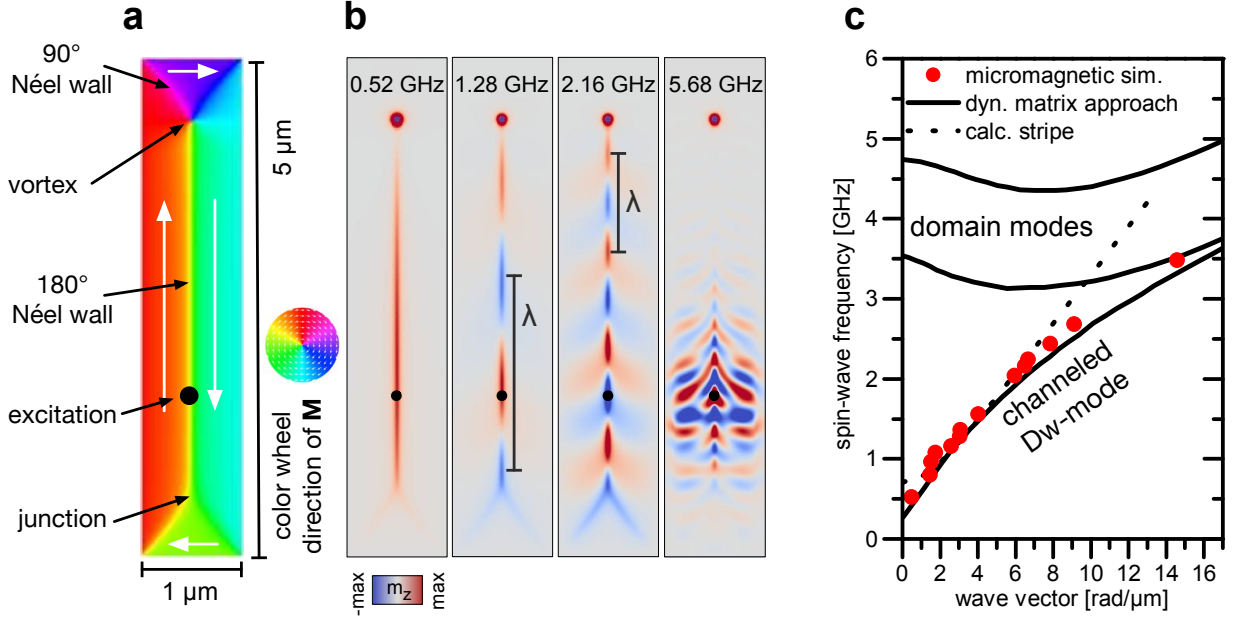 a
90°
Néel wall
vortex
180°
Néel wall
excitation
junction
5 µm
1 µm
color wheel
direction of M
b
0.52 GHz
1.28 GHz
2.16 GHz
5.68 GHz
λ
λ
-max
m_z
max
c
spin-wave frequency [GHz]
6
5
4
3
2
1
0
micromagnetic sim.
dyn. matrix approach
calc. stripe
domain modes
channeled
Dw-mode
0 2 4 6 8 10 12 14 16
wave vector [rad/µm]